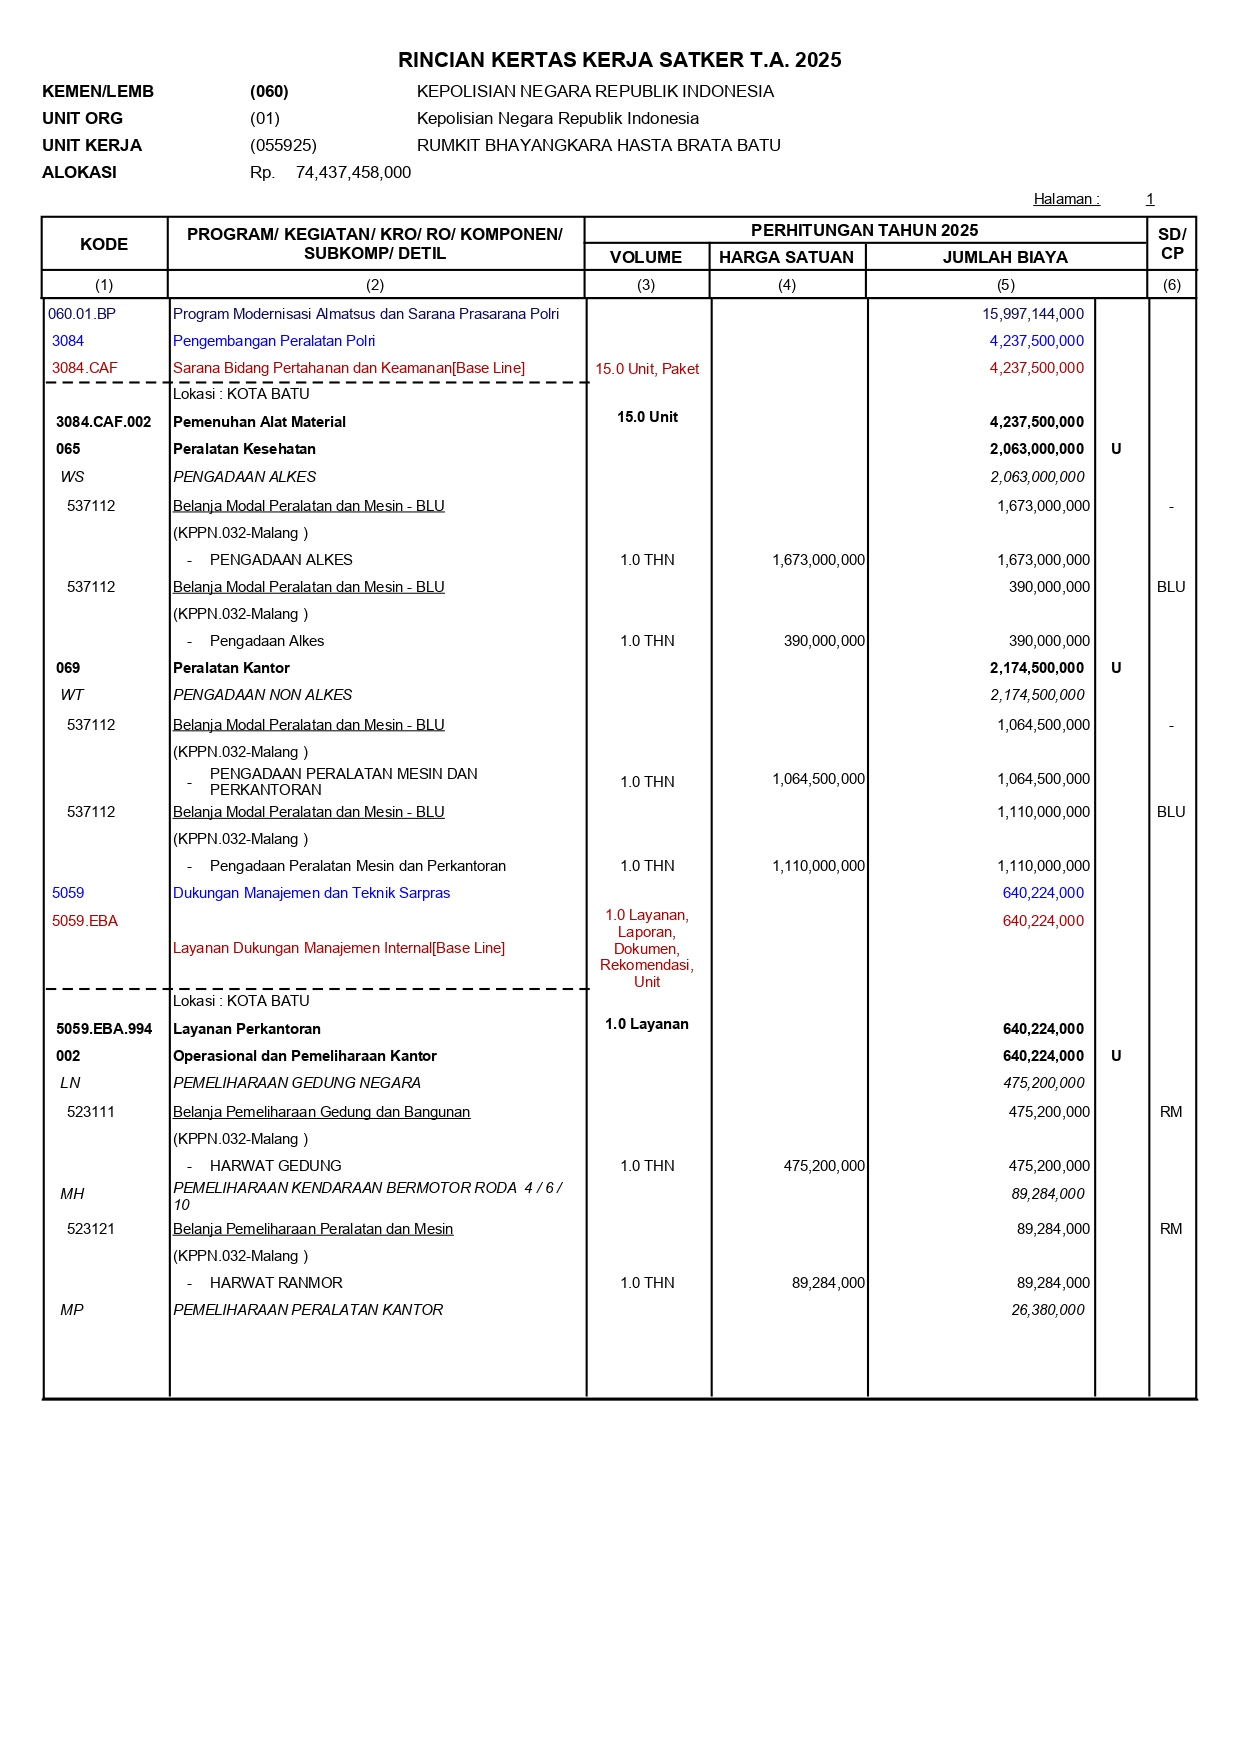 RINCIAN KERTAS KERJA SATKER T.A. 2025
KEMEN/LEMB (060) KEPOLISIAN NEGARA REPUBLIK INDONESIA
UNIT ORG (01) Kepolisian Negara Republik Indonesia
UNIT KERJA (055925) RUMKIT BHAYANGKARA HASTA BRATA BATU
ALOKASI Rp. 74,437,458,000
Halaman : 1
KODE PROGRAM/ KEGIATAN/ KRO/ RO/ KOMPONEN/ SUBKOMP/ DETIL PERHITUNGAN TAHUN 2025 SD/ CP
VOLUME HARGA SATUAN JUMLAH BIAYA
(1) (2) (3) (4) (5) (6)
060.01.BP Program Modernisasi Almatsus dan Sarana Prasarana Polri 15,997,144,000
3084 Pengembangan Peralatan Polri 4,237,500,000
3084.CAF Sarana Bidang Pertahanan dan Keamanan[Base Line] 15.0 Unit, Paket 4,237,500,000
Lokasi : KOTA BATU
3084.CAF.002 Pemenuhan Alat Material 15.0 Unit 4,237,500,000
065 Peralatan Kesehatan 2,063,000,000 U
WS PENGADAAN ALKES 2,063,000,000
537112 Belanja Modal Peralatan dan Mesin - BLU 1,673,000,000 -
(KPPN.032-Malang )
- PENGADAAN ALKES 1.0 THN 1,673,000,000 1,673,000,000
537112 Belanja Modal Peralatan dan Mesin - BLU 390,000,000 BLU
(KPPN.032-Malang )
- Pengadaan Alkes 1.0 THN 390,000,000 390,000,000
069 Peralatan Kantor 2,174,500,000 U
WT PENGADAAN NON ALKES 2,174,500,000
537112 Belanja Modal Peralatan dan Mesin - BLU 1,064,500,000 -
(KPPN.032-Malang )
- PENGADAAN PERALATAN MESIN DAN
PERKANTORAN 1.0 THN 1,064,500,000 1,064,500,000
537112 Belanja Modal Peralatan dan Mesin - BLU 1,110,000,000 BLU
(KPPN.032-Malang )
- Pengadaan Peralatan Mesin dan Perkantoran 1.0 THN 1,110,000,000 1,110,000,000
5059 Dukungan Manajemen dan Teknik Sarpras 640,224,000
5059.EBA 1.0 Layanan, 640,224,000
Laporan,
Layanan Dukungan Manajemen Internal[Base Line] Dokumen,
Rekomendasi,
Unit
Lokasi : KOTA BATU
5059.EBA.994 Layanan Perkantoran 1.0 Layanan 640,224,000
002 Operasional dan Pemeliharaan Kantor 640,224,000 U
LN PEMELIHARAAN GEDUNG NEGARA 475,200,000
523111 Belanja Pemeliharaan Gedung dan Bangunan 475,200,000 RM
(KPPN.032-Malang )
- HARWAT GEDUNG 1.0 THN 475,200,000 475,200,000
MH PEMELIHARAAN KENDARAAN BERMOTOR RODA 4 / 6 / 89,284,000
10
523121 Belanja Pemeliharaan Peralatan dan Mesin 89,284,000 RM
(KPPN.032-Malang )
- HARWAT RANMOR 1.0 THN 89,284,000 89,284,000
MP PEMELIHARAAN PERALATAN KANTOR 26,380,000